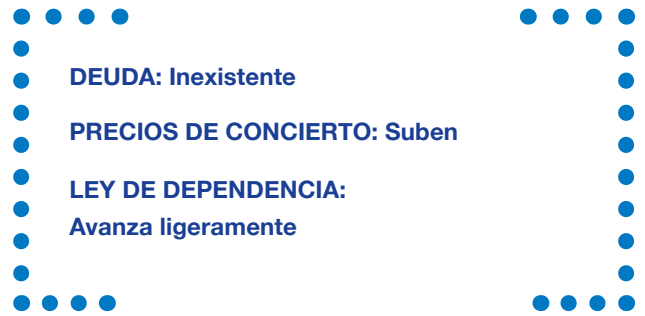 DEUDA: Inexistente
PRECIOS DE CONCIERTO: Suben
LEY DE DEPENDENCIA:
Avanza ligeramente